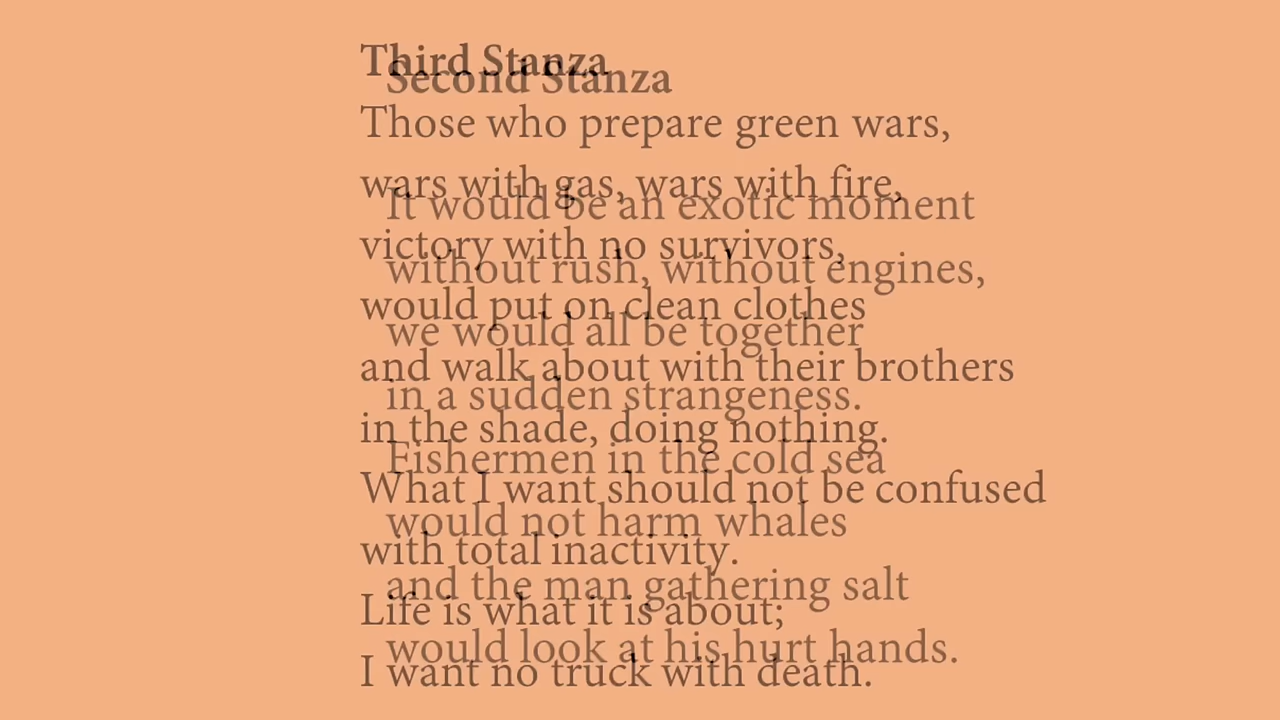 Third Stanza
Those who prepare green wars,
wars with gas, wars with fire,
victory with no survivors,
would put on clean clothes
and walk about with their brothers
in the shade, doing nothing.
What I want should not be confused
with total inactivity.
Life is what it is about;
I want no truck with death.
Second Stanza
It would be an exotic moment
without rush, without engines,
we would all be together
in a sudden strangeness.
Fishermen in the cold sea
would not harm whales
and the man gathering salt
would look at his hurt hands.